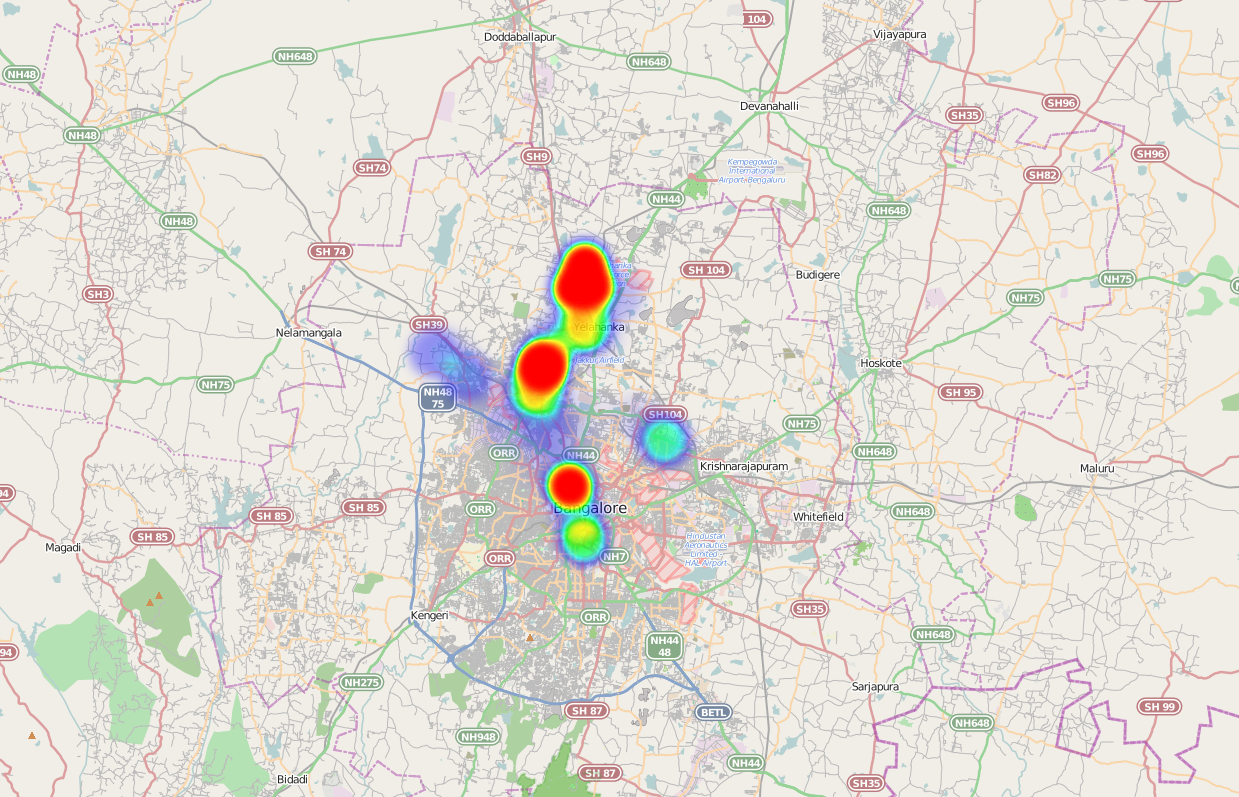 104
Doddaballapur
Vijayapura
NH648
NH648
NH48
Devanahalli
SH96
SH35
NH48
SH9
SH96
SH74
Kempegowda
International
Airport, Bengaluru
SH82
NH44
NH648
NH48
SH 74
SH 104
Budigere
NH75
SH3
NH75
SH39
Yelahanka
Nelamangala
Jakkur Airfield
Hoskote
NH75
NH48
75
SH 95
SH104
NH75
ORR
NH44
NH648
Krishnarajapuram
Maluru
94
SH 85
ORR
Bangalore
NH648
SH 85
Whitefield
SH 85
Magadi
Hindustan
Aeronautics
Limited -
HAL Airport
ORR
NH7
Kengeri
SH35
ORR
NH648
NH44
48
94
NH275
Sarjapura
SH 87
BETL
SH 99
NH648
NH948
NH44
SH 87
Bidadi
SH35